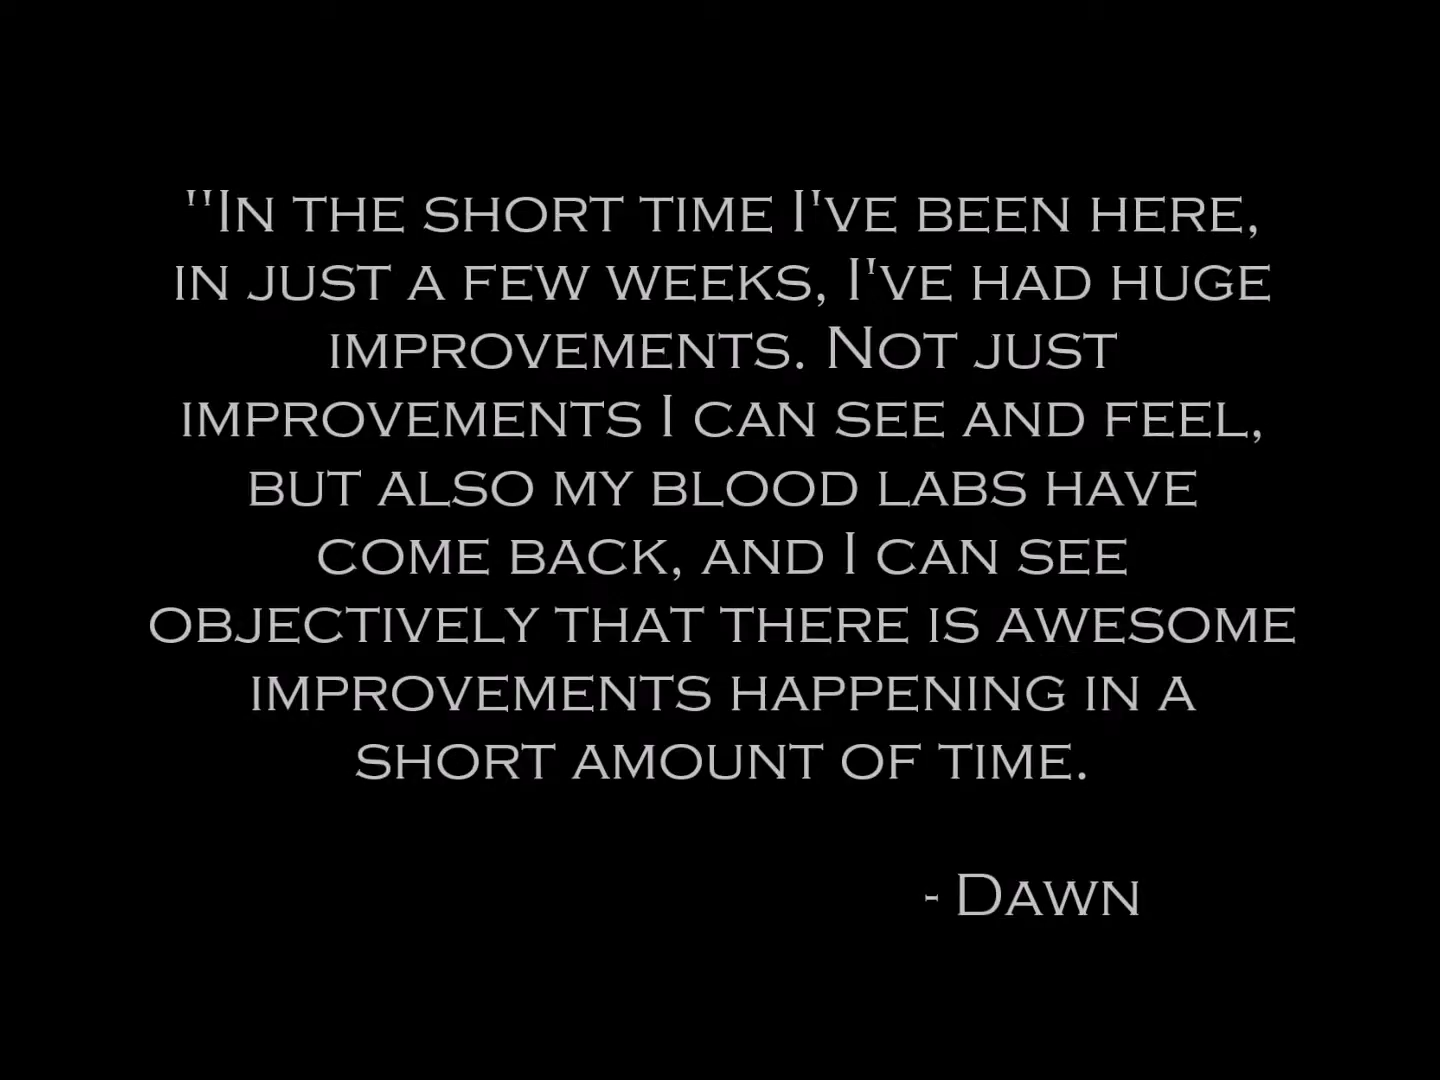 "In the short time I've been here,
in just a few weeks, I've had huge
improvements. Not just
improvements I can see and feel,
but also my blood labs have
come back, and I can see
objectively that there is awesome
improvements happening in a
short amount of time.
- Dawn